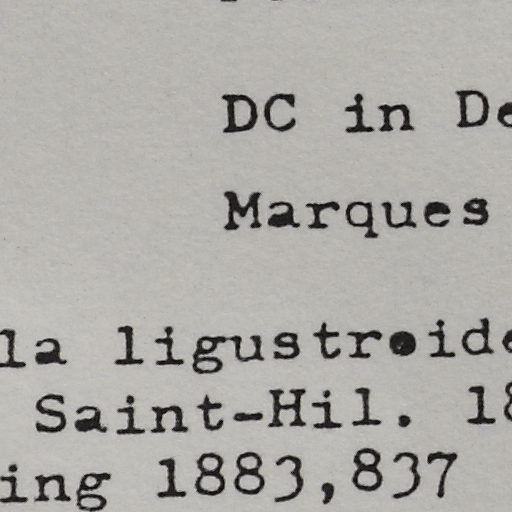 DC in De
Marques
la ligustroide
Saint-Hil. 18
ing 1883,837